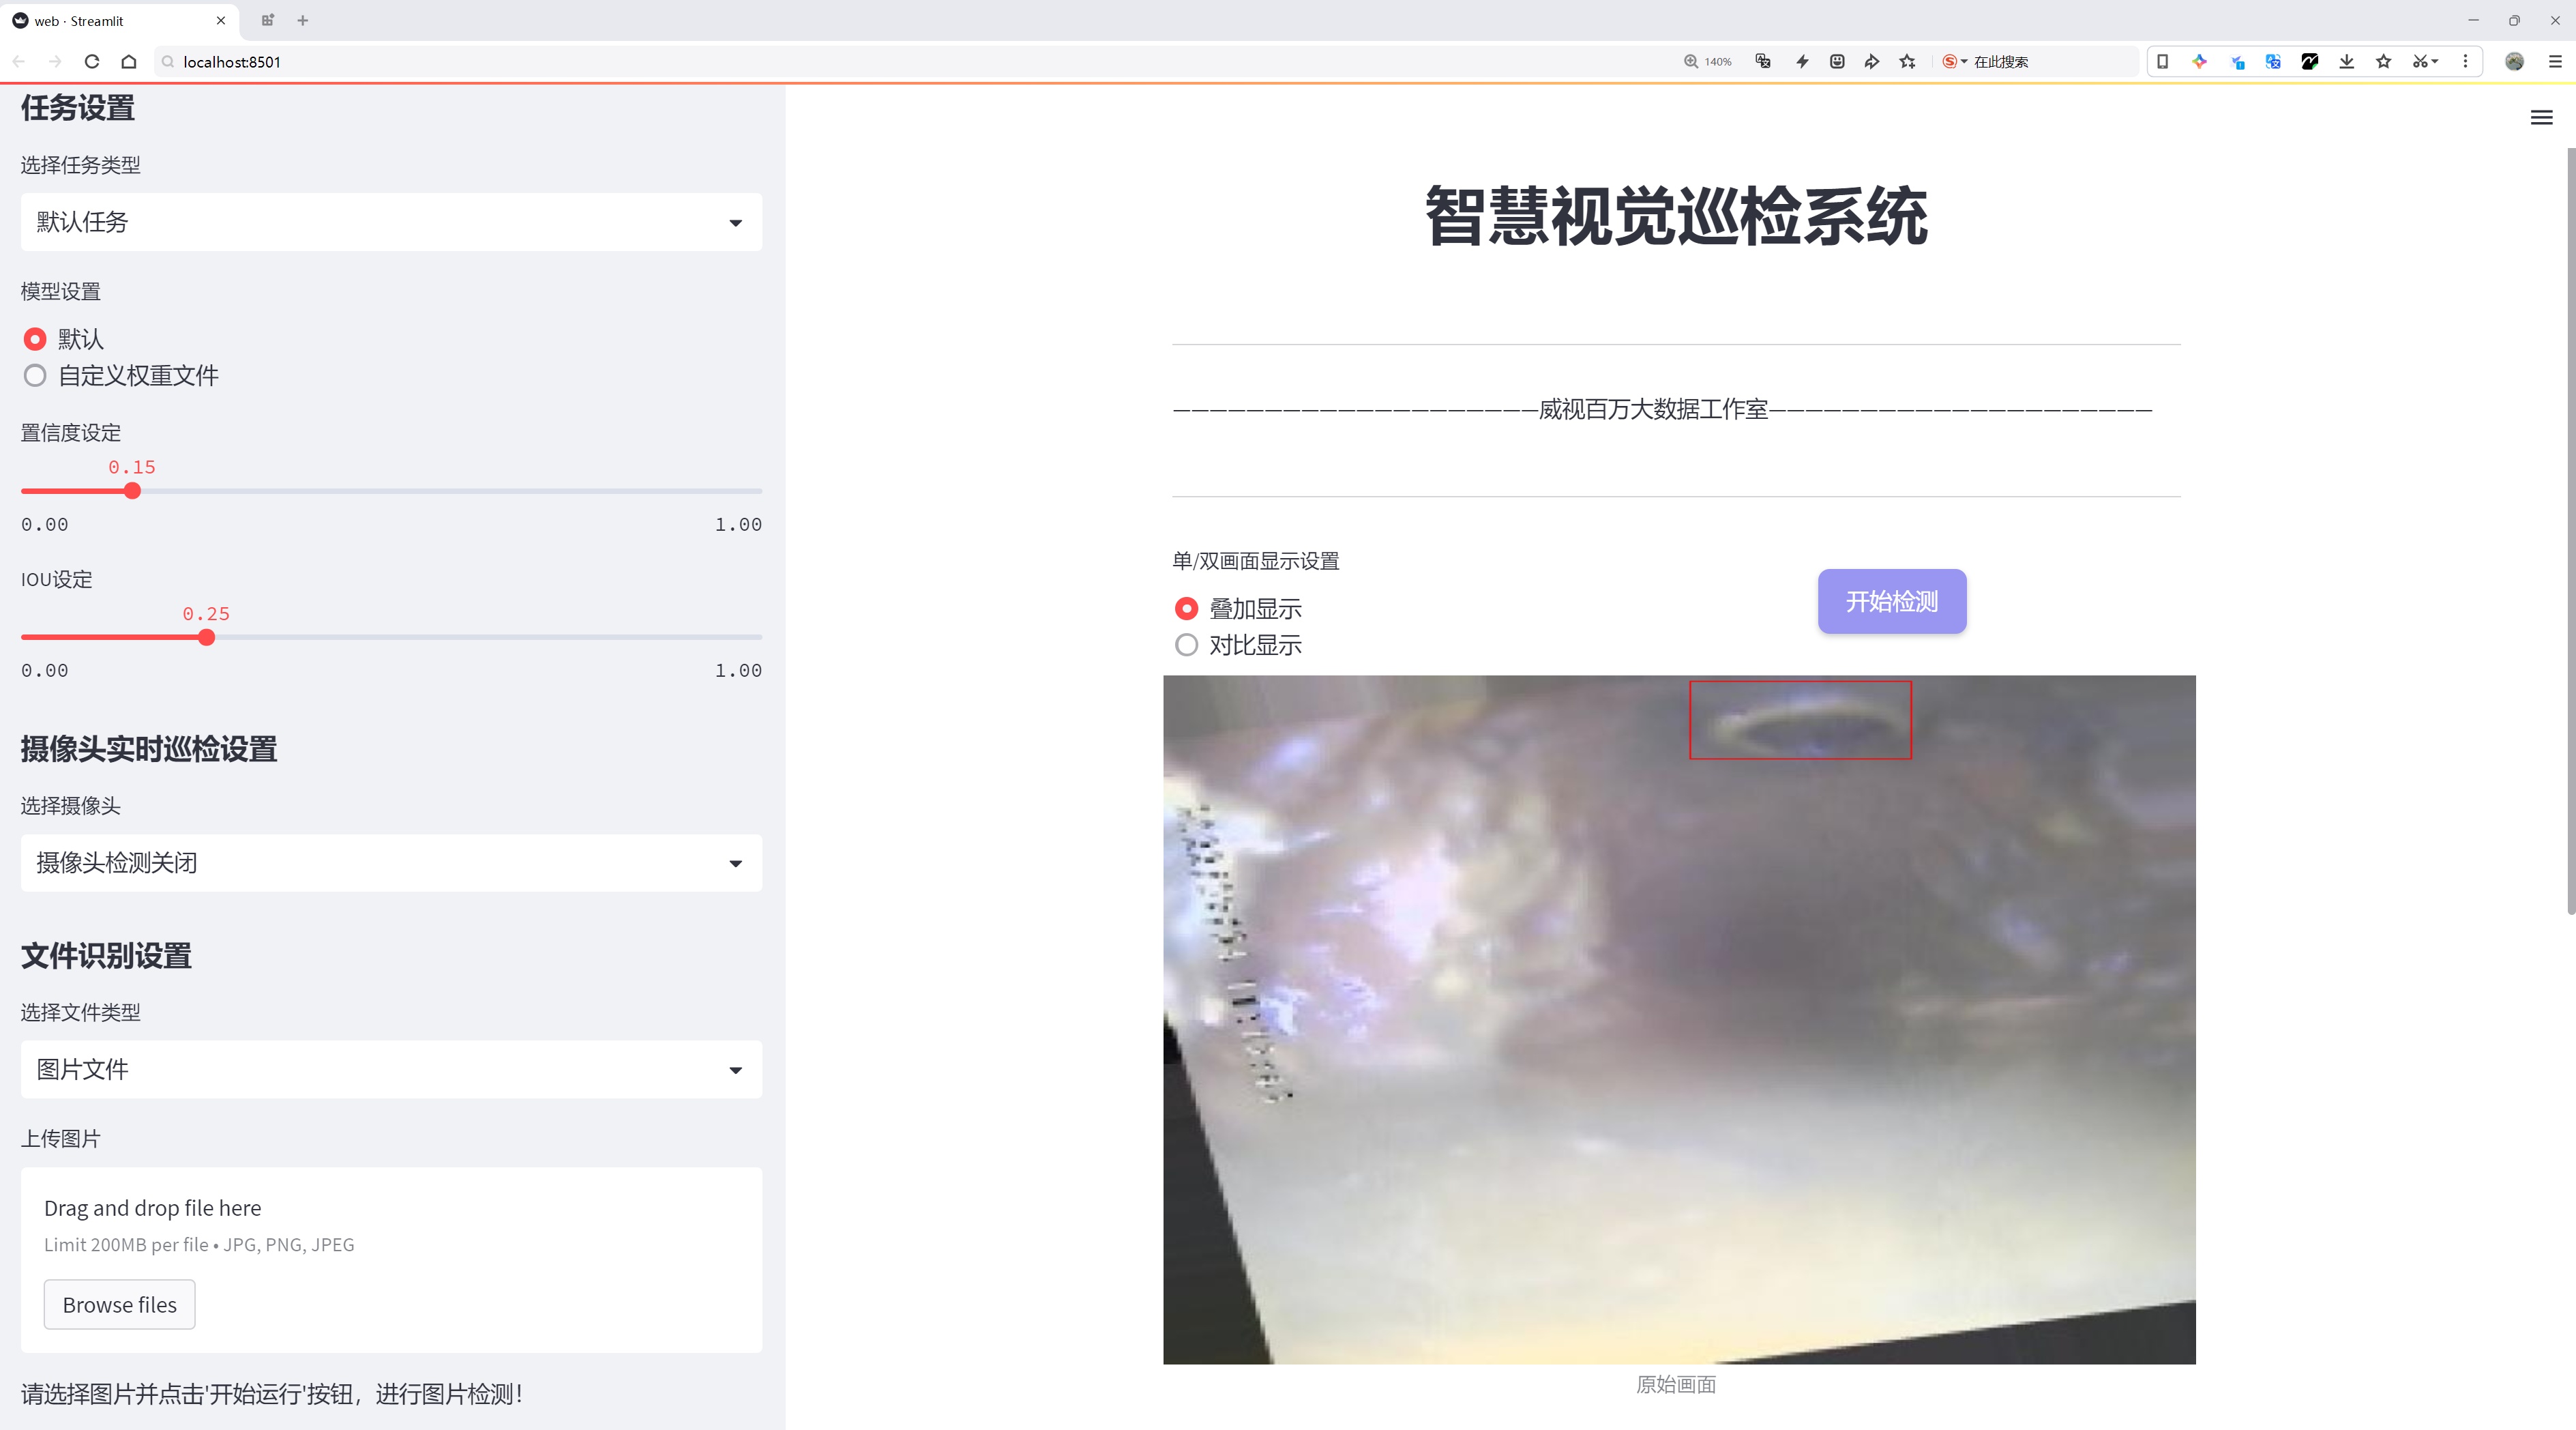 web · Streamlit
localhost:8501
140%
在此搜索
任务设置
选择任务类型
默认任务
模型设置
默认
自定义权重文件
置信度设定
0.15
0.00
1.00
IOU设定
0.25
0.00
1.00
摄像头实时巡检设置
选择摄像头
摄像头检测关闭
文件识别设置
选择文件类型
图片文件
上传图片
Drag and drop file here
Limit 200MB per file • JPG, PNG, JPEG
Browse files
请选择图片并点击'开始运行'按钮，进行图片检测！
智慧视觉巡检系统
————————————————————威视百万大数据工作室—————————————————————
单/双画面显示设置
叠加显示
对比显示
开始检测
原始画面